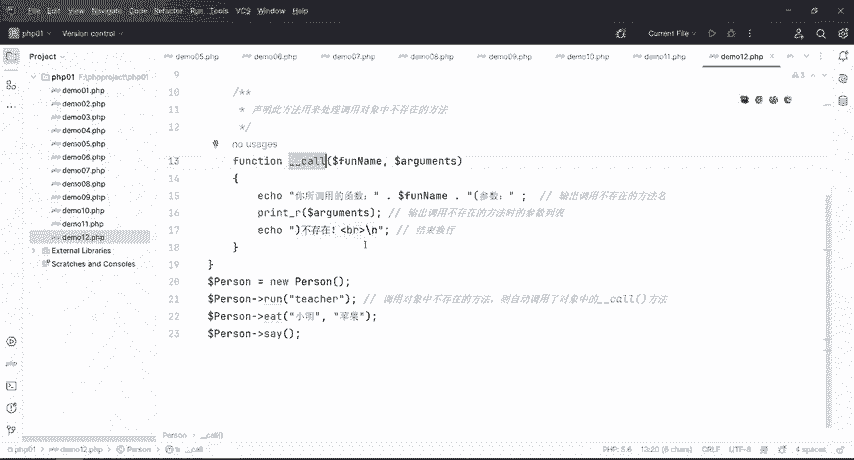 File Edit View Navigate Code Refactor Run Tools VCS Window Help
php01 Version control Current File
Project
demo05.php demo06.php demo07.php demo08.php demo09.php demo10.php demo11.php demo12.php
php01 F:\phpproject\php01
demo01.php
demo02.php
demo03.php
demo04.php
demo05.php
demo06.php
demo07.php
demo08.php
demo09.php
demo10.php
demo11.php
demo12.php
External Libraries
Scratches and Consoles
9
10 /**
11 * 声明此方法用来处理调用对象中不存在的方法
12 */
no usages
13 function __call($funName, $arguments)
14 {
15 echo "你所调用的函数：" . $funName . "(参数：" ; // 输出调用不存在的方法名
16 print_r($arguments); // 输出调用不存在的方法时的参数列表
17 echo ")不存在！<br>\n"; // 结束换行
18 }
19 }
20 $Person = new Person();
21 $Person->run("teacher"); // 调用对象中不存在的方法，则自动调用了对象中的__call()方法
22 $Person->eat("小明", "苹果");
23 $Person->say();
Person › __call()
php01 › demo12.php › Person › __call PHP: 5.6 13:20 (6 chars) CRLF UTF-8 4 spaces